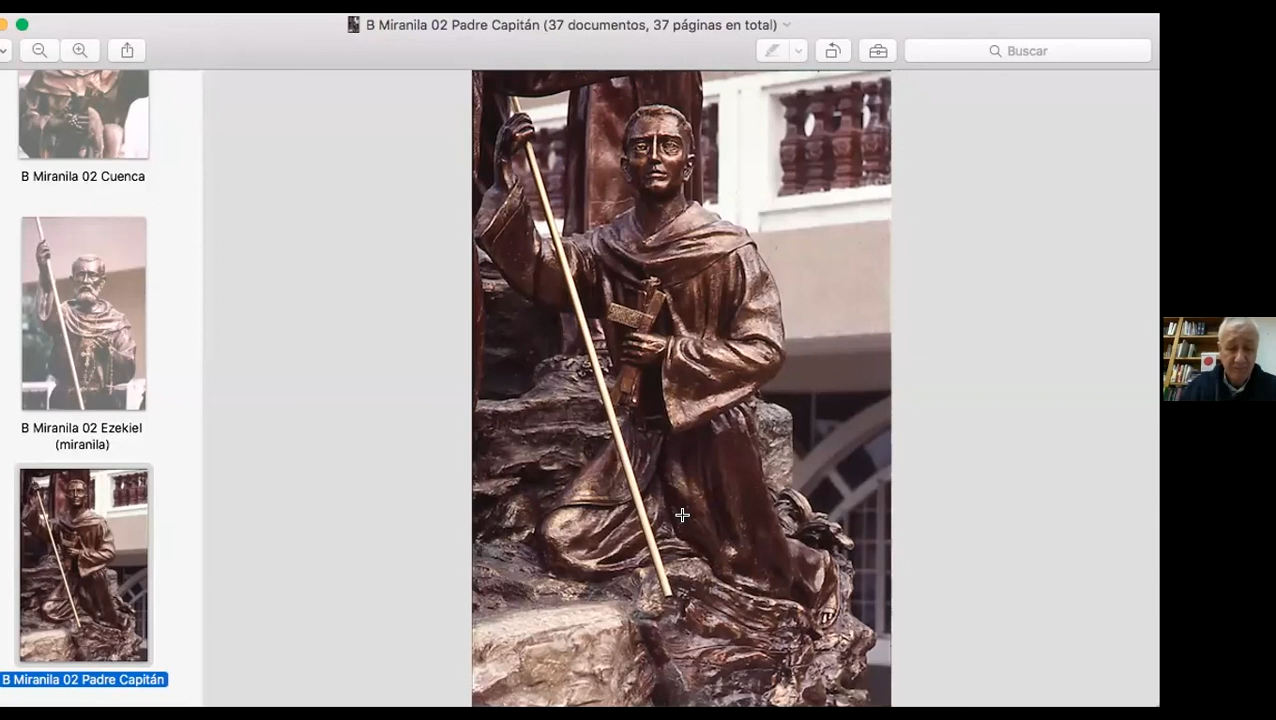 B Miranila 02 Padre Capitán (37 documentos, 37 páginas en total)
Buscar
B Miranila 02 Cuenca
B Miranila 02 Ezekiel
(miranila)
B Miranila 02 Padre Capitán